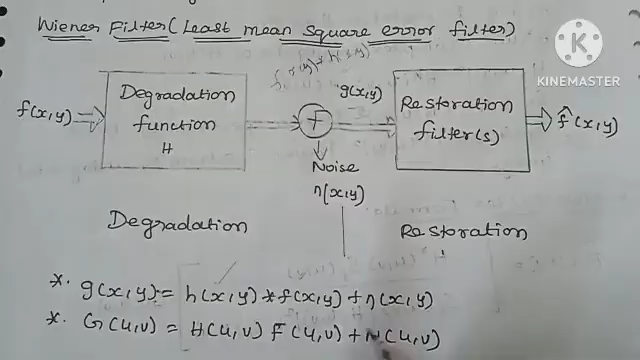 Wiener Filter (Least mean square error filter)
KINEMASTER
f(x,y) * h(x,y)
g(x,y)
f(x,y)
Degradation
function
H
+
Restoration
filter(s)
f̂(x,y)
Noise
η(x,y)
Degradation
Restoration
*. g(x,y) = h(x,y) * f(x,y) + η(x,y)
*. G(u,v) = H(u,v) F(u,v) + N(u,v)